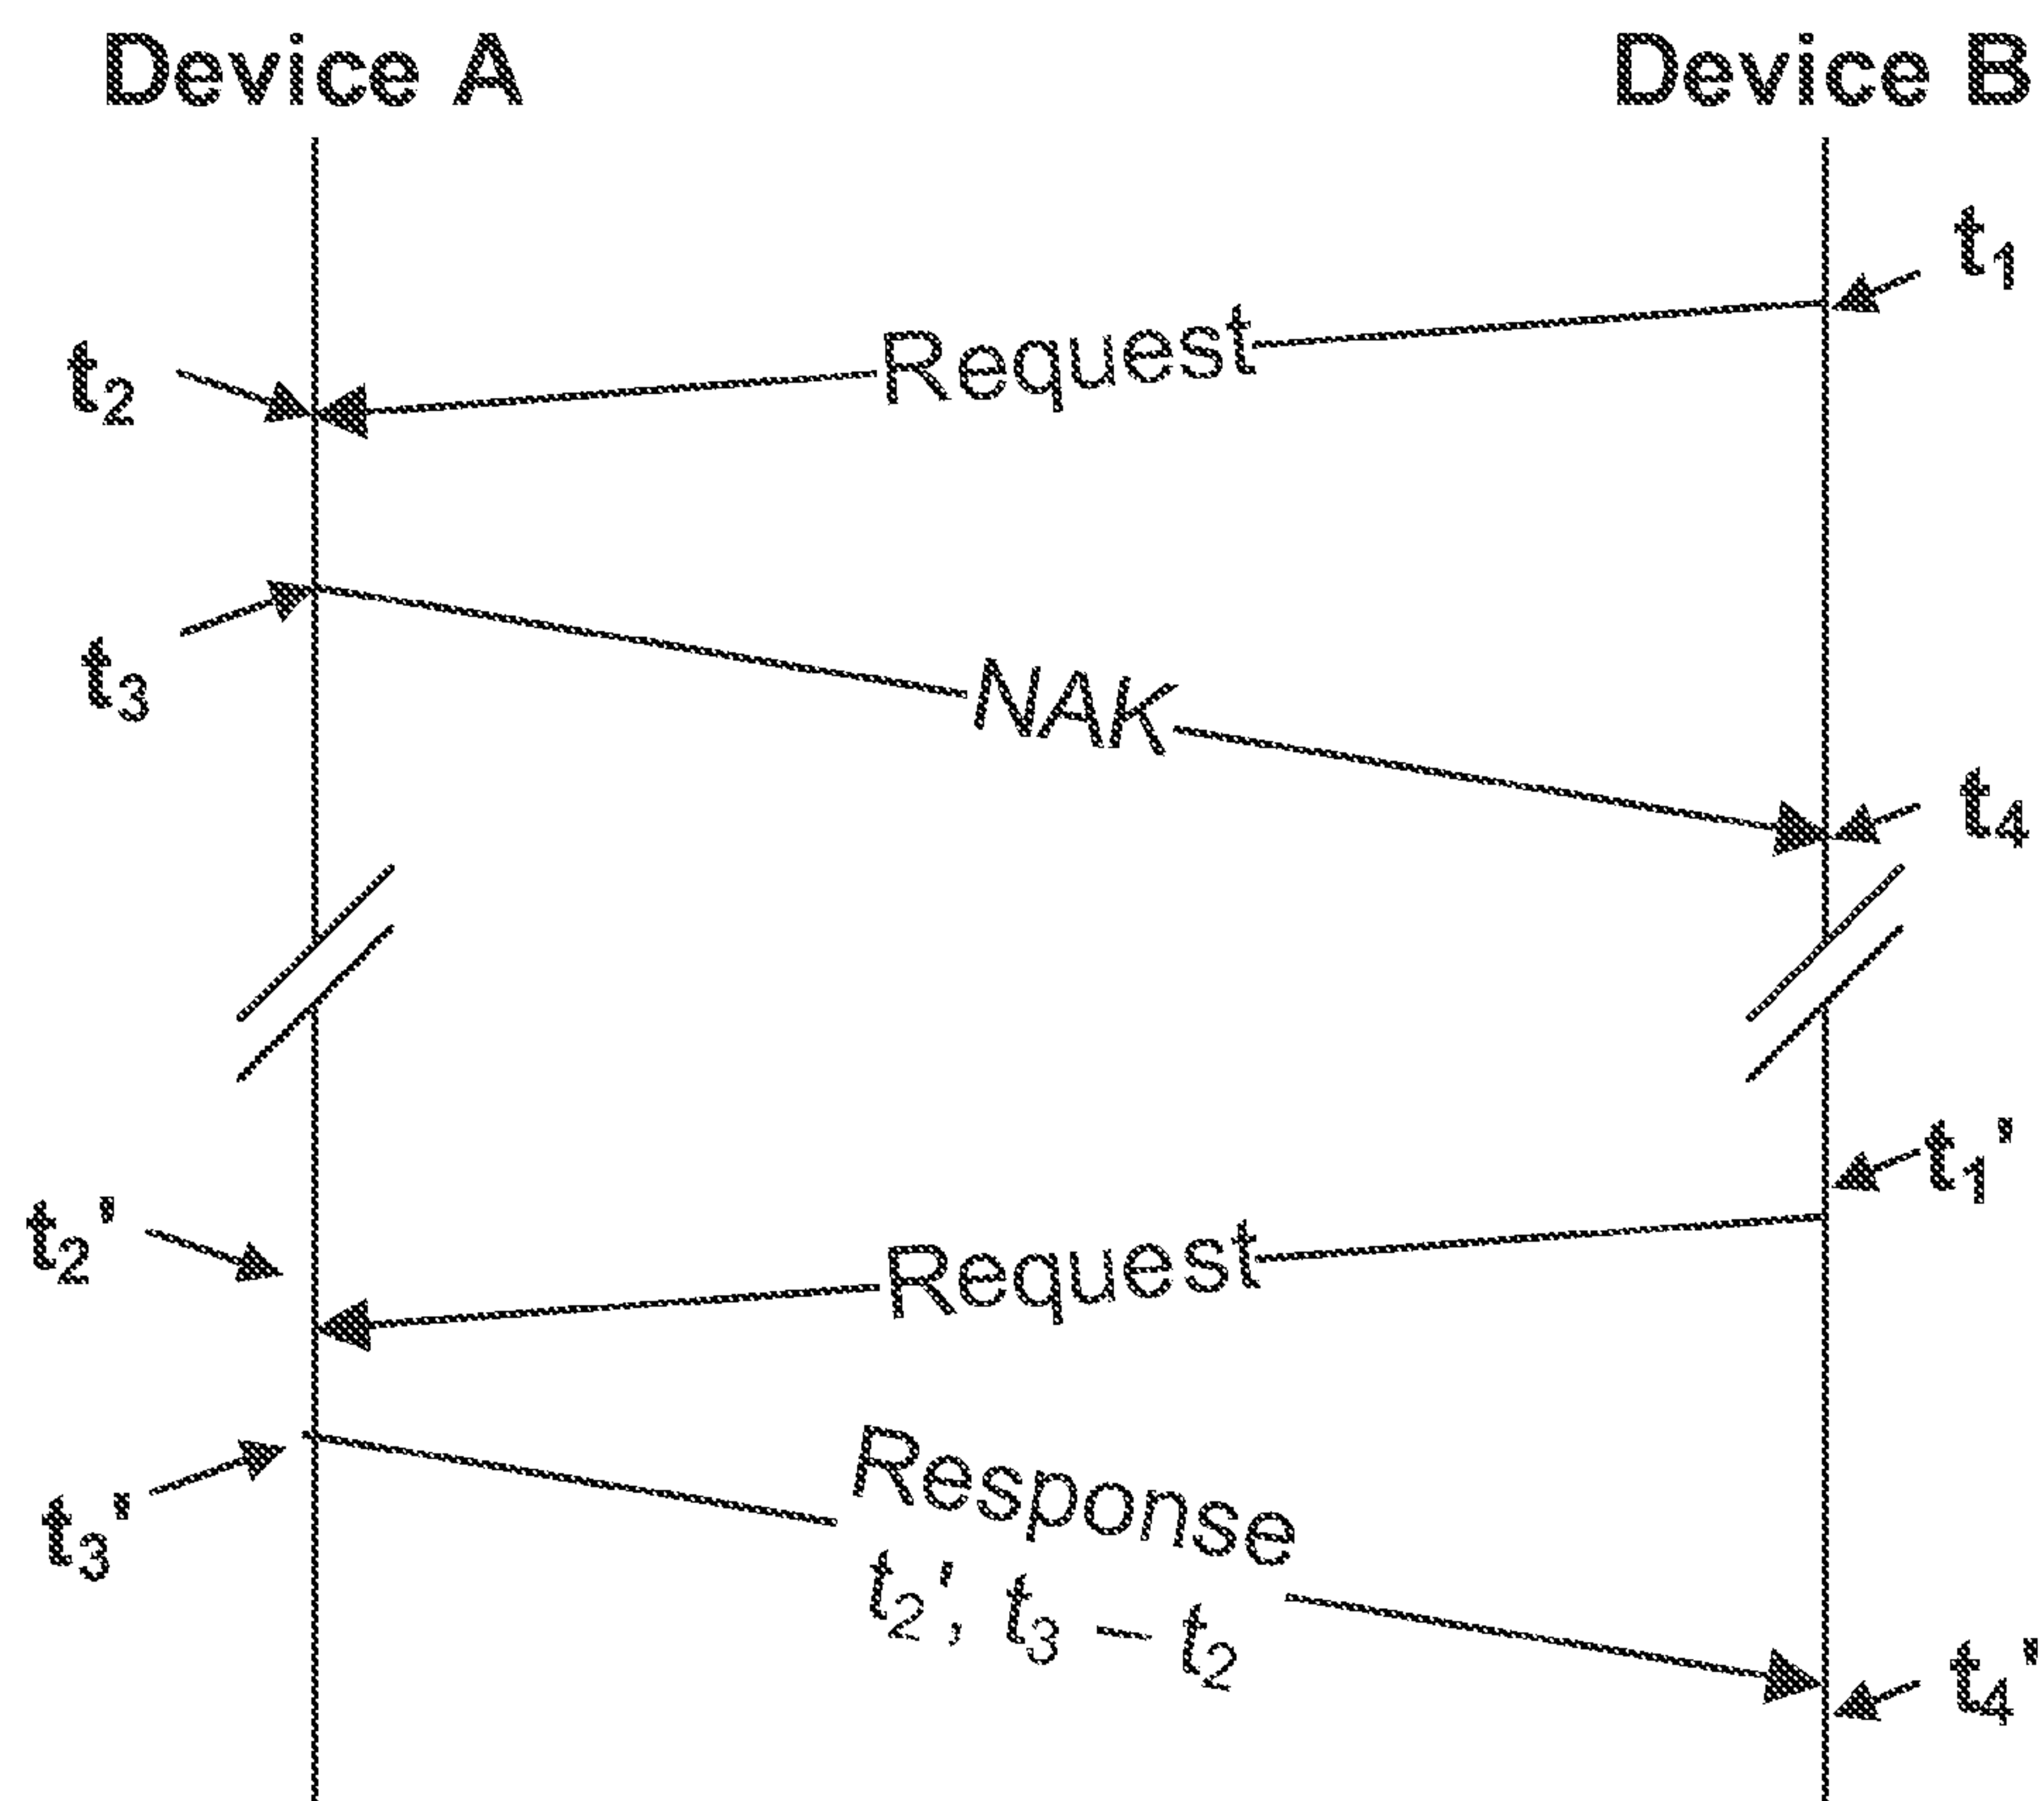 Device A
Device B
t1
Request
t2
t3
NAK
t4
t1'
t2'
Request
t3'
Response
t2', t3 – t2
t4'